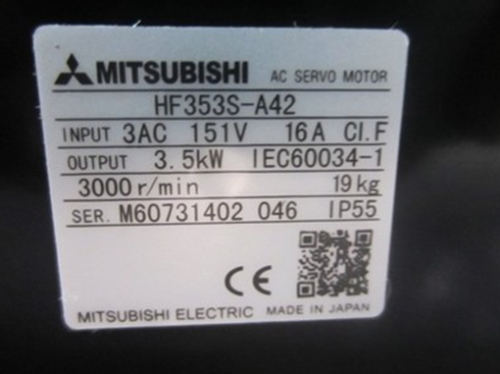 MITSUBISHI AC SERVO MOTOR
HF353S-A42
INPUT 3AC 151V 16A CI.F
OUTPUT 3.5kW IEC60034-1
3000r/min 19kg
SER. M60731402 046 IP55
CE
MITSUBISHI ELECTRIC MADE IN JAPAN